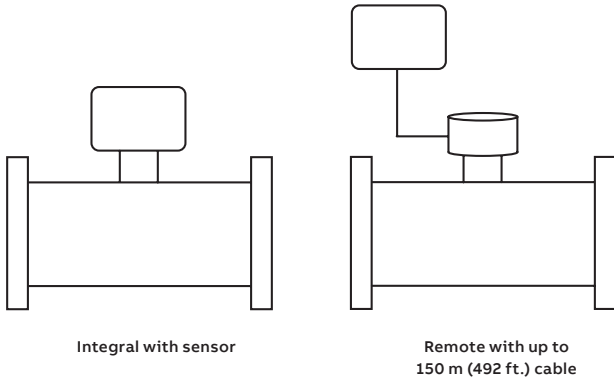 Integral with sensor
Remote with up to
150 m (492 ft.) cable